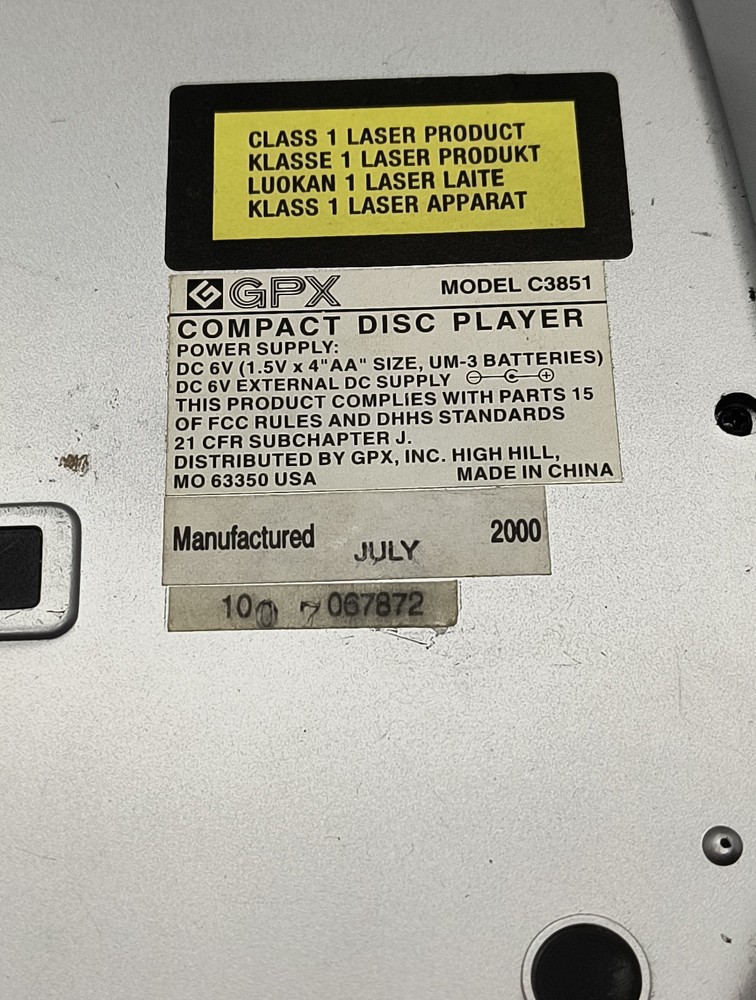 CLASS 1 LASER PRODUCT
KLASSE 1 LASER PRODUKT
LUOKAN 1 LASER LAITE
KLASS 1 LASER APPARAT
GPX MODEL C3851
COMPACT DISC PLAYER
POWER SUPPLY:
DC 6V (1.5V x 4"AA" SIZE, UM-3 BATTERIES)
DC 6V EXTERNAL DC SUPPLY
THIS PRODUCT COMPLIES WITH PARTS 15
OF FCC RULES AND DHHS STANDARDS
21 CFR SUBCHAPTER J.
DISTRIBUTED BY GPX, INC. HIGH HILL,
MO 63350 USA MADE IN CHINA
Manufactured JULY 2000
100 7 067872